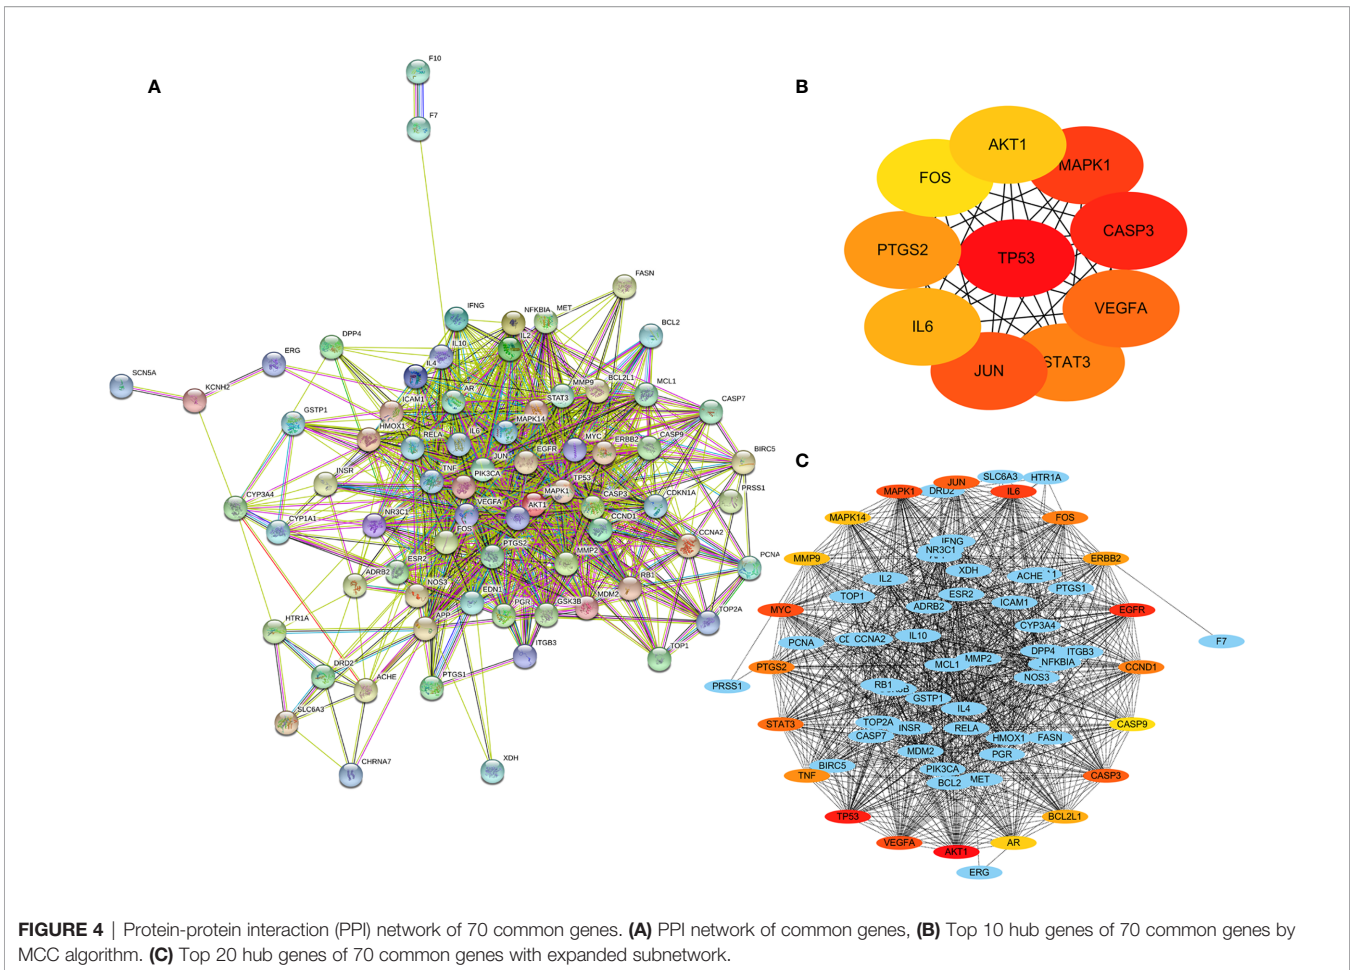 A
F10
F7
FASN
IFNG
NFKBIA
MET
BCL2
DPP4
IL10
IL2
ERG
IL4
SCN5A
KCNH2
AR
MMP9
BCL2L1
MCL1
STAT3
ICAM1
CASP7
GSTP1
MAPK14
HMOX1
RELA
IL6
MYC
ERBB2
CASP9
JUN
EGFR
BIRC5
INSR
TNF
PIK3CA
TP53
PRSS1
MAPK1
CASP3
CDKN1A
CYP3A4
VEGFA
AKT1
NR3C1
CCND1
CYP1A1
FOS
CCNA2
PTGS2
ESR2
MMP2
PCNA
ADRB2
RB1
NOS3
EDN1
MDM2
PGR
GSK3B
TOP2A
HTR1A
APP
ITGB3
TOP1
DRD2
ACHE
PTGS1
SLC6A3
CHRNA7
XDH
B
AKT1
MAPK1
FOS
CASP3
PTGS2
TP53
VEGFA
IL6
STAT3
JUN
C
SLC6A3
HTR1A
JUN
MAPK1
DRD2
IL6
MAPK14
FOS
IFNG
NR3C1
MMP9
ERBB2
XDH
IL2
ACHE
PTGS1
TOP1
ESR2
ADRB2
ICAM1
MYC
EGFR
CYP3A4
IL10
PCNA
CCNA2
F7
DPP4
ITGB3
NFKBIA
MMP2
MCL1
PTGS2
CCND1
NOS3
PRSS1
RB1
GSTP1
IL4
STAT3
TOP2A
INSR
RELA
CASP9
CASP7
HMOX1
FASN
MDM2
PGR
BIRC5
PIK3CA
TNF
BCL2
MET
CASP3
TP53
BCL2L1
VEGFA
AKT1
AR
ERG
FIGURE 4 | Protein-protein interaction (PPI) network of 70 common genes. (A) PPI network of common genes, (B) Top 10 hub genes of 70 common genes by
MCC algorithm. (C) Top 20 hub genes of 70 common genes with expanded subnetwork.